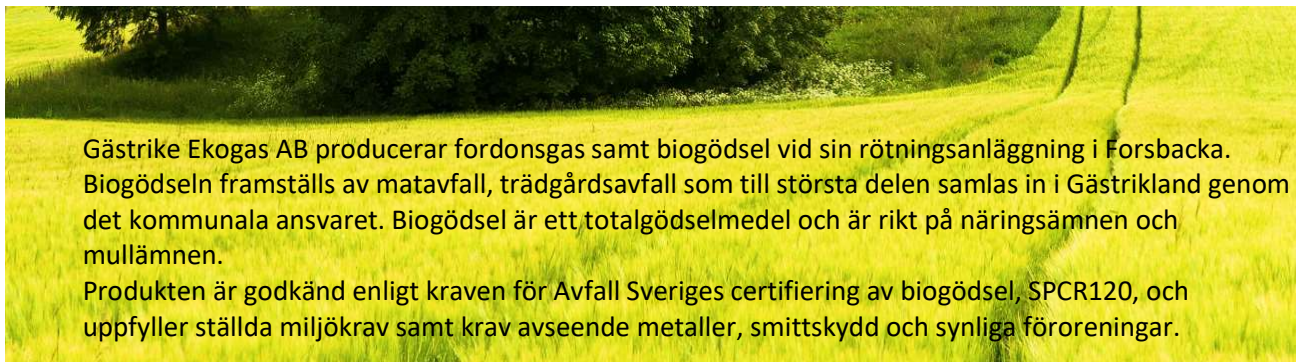 Gästrike Ekogas AB producerar fordonsgas samt biogödsel vid sin rötningsanläggning i Forsbacka.
Biogödseln framställs av matavfall, trädgårdsavfall som till största delen samlas in i Gästrikland genom
det kommunala ansvaret. Biogödsel är ett totalgödselmedel och är rikt på näringsämnen och
mullämnen.
Produkten är godkänd enligt kraven för Avfall Sveriges certifiering av biogödsel, SPCR120, och
uppfyller ställda miljökrav samt krav avseende metaller, smittskydd och synliga föroreningar.